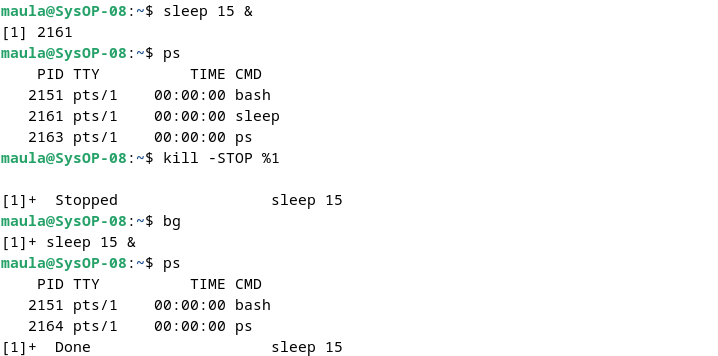 maula@SysOP-08:~$ sleep 15 &
[1] 2161
maula@SysOP-08:~$ ps
    PID TTY          TIME CMD
   2151 pts/1    00:00:00 bash
   2161 pts/1    00:00:00 sleep
   2163 pts/1    00:00:00 ps
maula@SysOP-08:~$ kill -STOP %1

[1]+  Stopped                 sleep 15
maula@SysOP-08:~$ bg
[1]+ sleep 15 &
maula@SysOP-08:~$ ps
    PID TTY          TIME CMD
   2151 pts/1    00:00:00 bash
   2164 pts/1    00:00:00 ps
[1]+  Done                    sleep 15